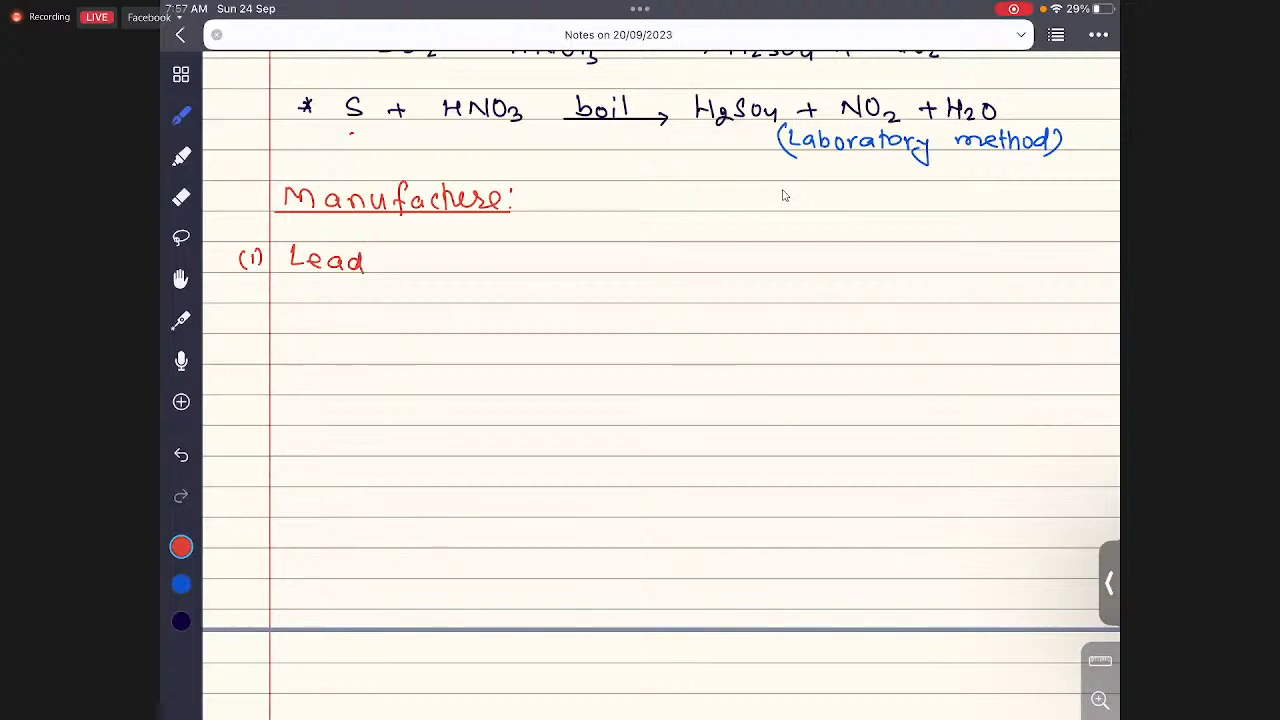 7:57 AM Sun 24 Sep 29%
Recording LIVE Facebook
Notes on 20/09/2023
* S + HNO3 boil H2SO4 + NO2 + H2O
(Laboratory method)
Manufacture:
(i) Lead